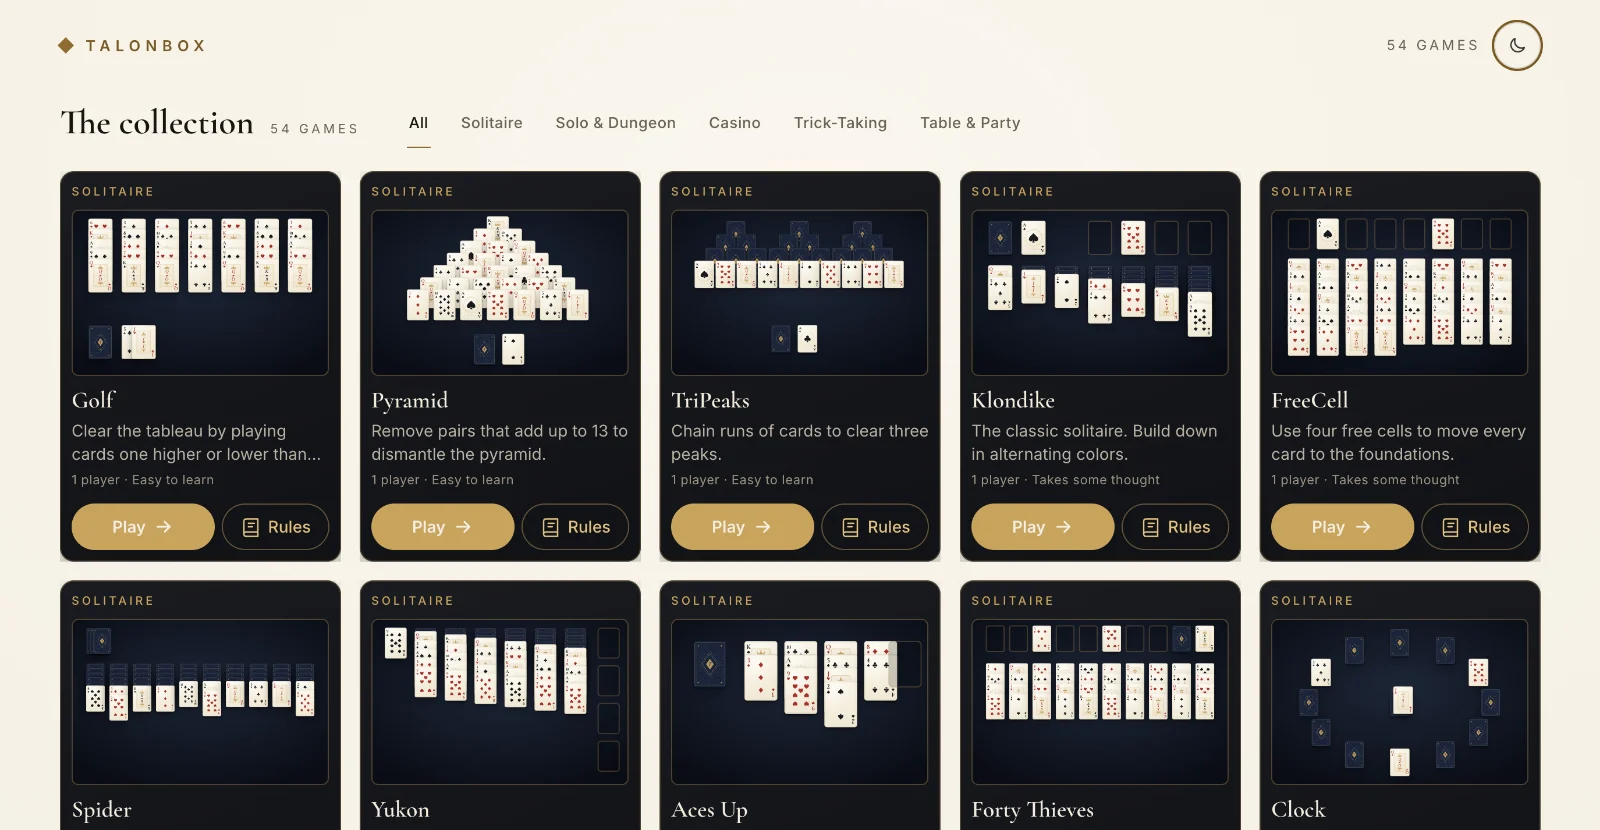 TALONBOX
54 GAMES
The collection
54 GAMES
All
Solitaire
Solo & Dungeon
Casino
Trick-Taking
Table & Party
SOLITAIRE
Golf
Clear the tableau by playing
cards one higher or lower than...
1 player · Easy to learn
Play →
Rules
SOLITAIRE
Pyramid
Remove pairs that add up to 13 to
dismantle the pyramid.
1 player · Easy to learn
Play →
Rules
SOLITAIRE
TriPeaks
Chain runs of cards to clear three
peaks.
1 player · Easy to learn
Play →
Rules
SOLITAIRE
Klondike
The classic solitaire. Build down
in alternating colors.
1 player · Takes some thought
Play →
Rules
SOLITAIRE
FreeCell
Use four free cells to move every
card to the foundations.
1 player · Takes some thought
Play →
Rules
SOLITAIRE
Spider
SOLITAIRE
Yukon
SOLITAIRE
Aces Up
SOLITAIRE
Forty Thieves
SOLITAIRE
Clock